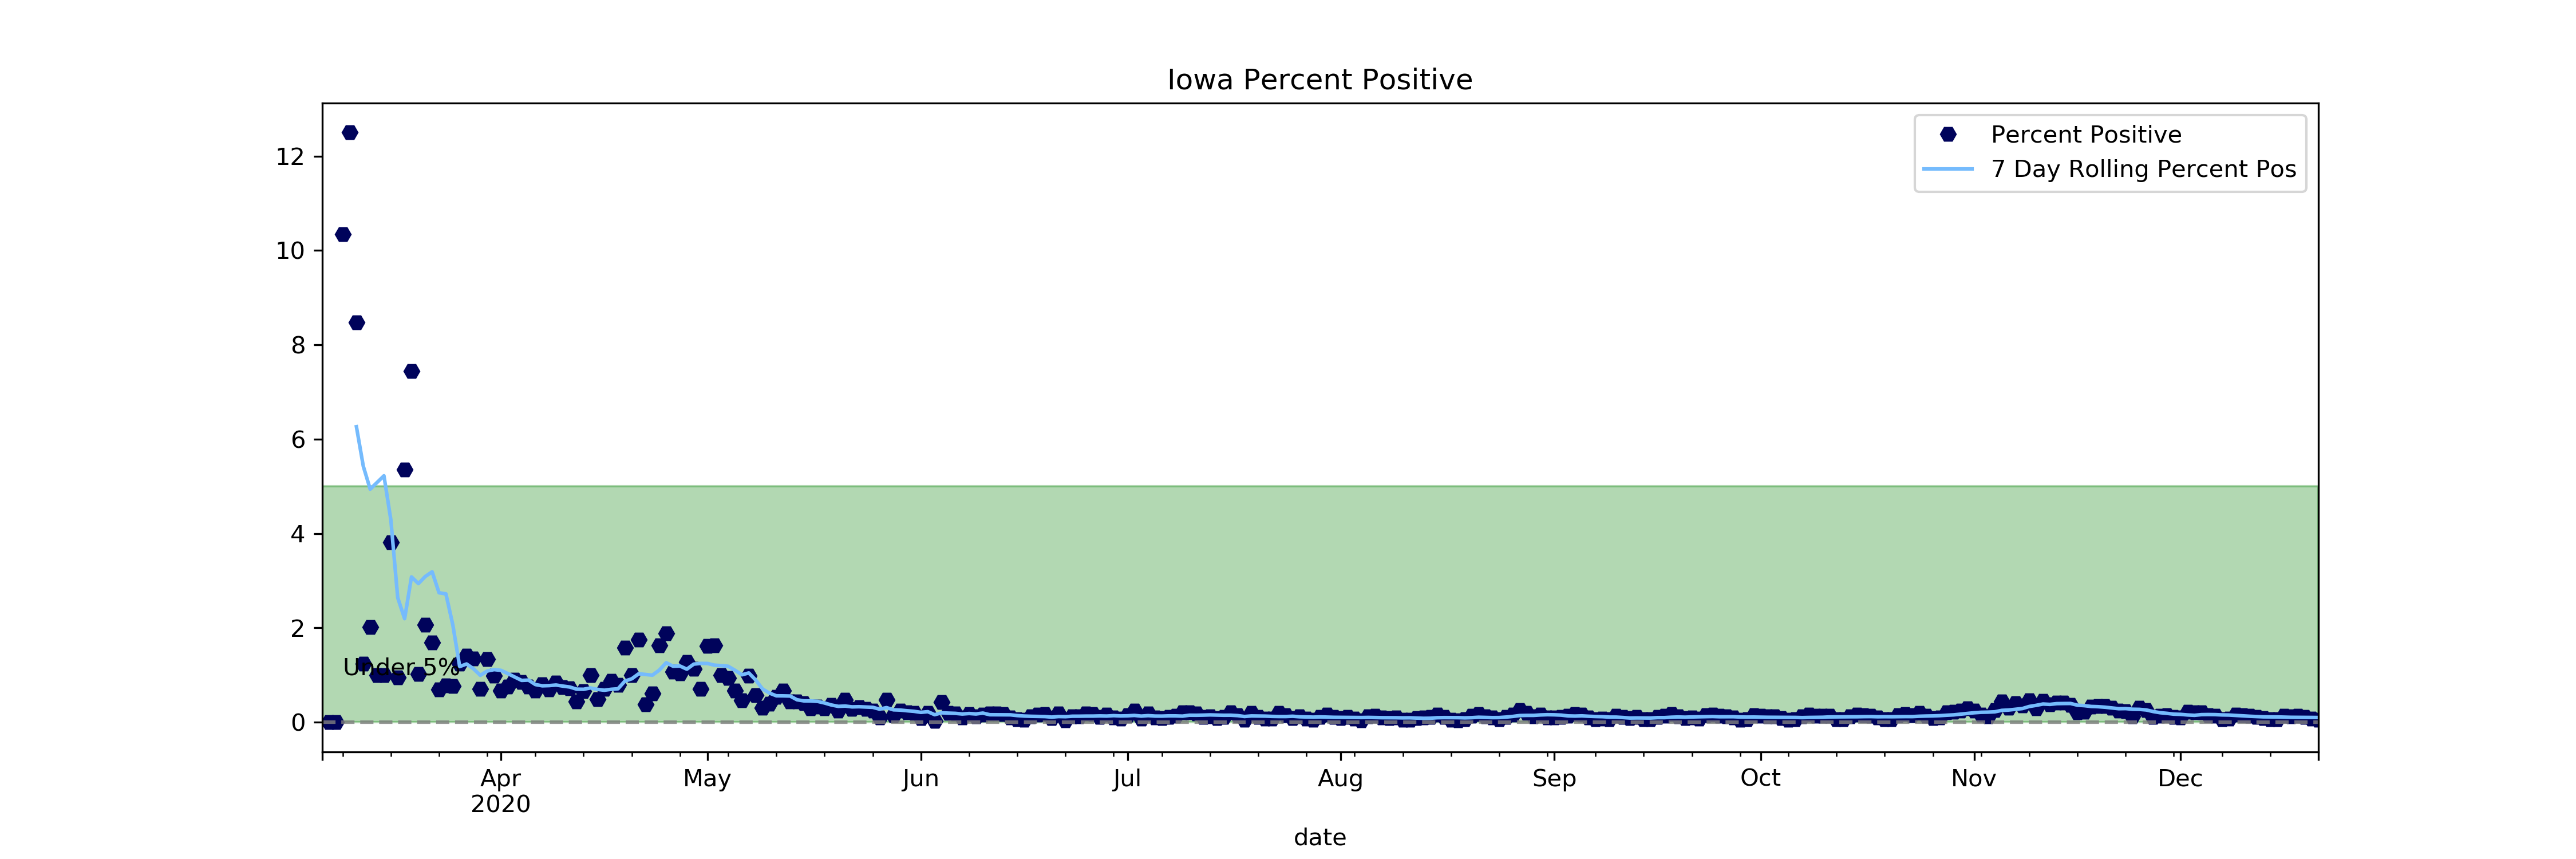 Iowa Percent Positive
Percent Positive
7 Day Rolling Percent Pos
12
10
8
6
4
2
0
Under 5%
Apr
2020
May
Jun
Jul
Aug
Sep
Oct
Nov
Dec
date